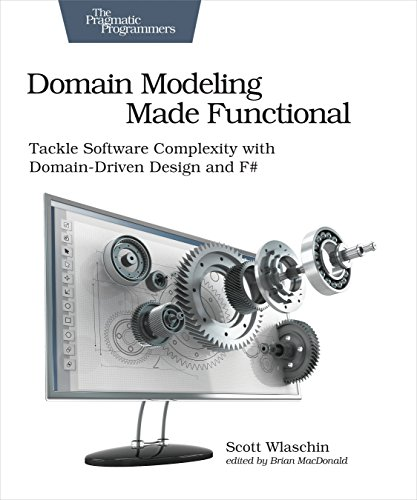 The
Pragmatic
Programmers
Domain Modeling
Made Functional
Tackle Software Complexity with
Domain-Driven Design and F#
Scott Wlaschin
edited by Brian MacDonald